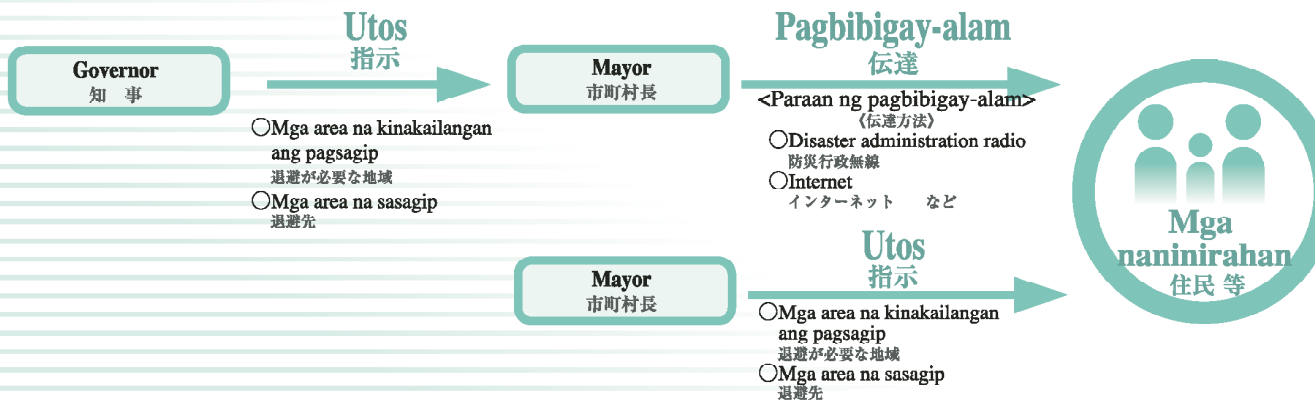 Governor
知 事
Utos
指示
○Mga area na kinakailangan
ang pagsagip
退避が必要な地域
○Mga area na sasagip
退避先
Mayor
市町村長
Pagbibigay-alam
伝達
<Paraan ng pagbibigay-alam>
《伝達方法》
○Disaster administration radio
防災行政無線
○Internet
インターネット など
Mayor
市町村長
Utos
指示
○Mga area na kinakailangan
ang pagsagip
退避が必要な地域
○Mga area na sasagip
退避先
Mga
naninirahan
住民 等